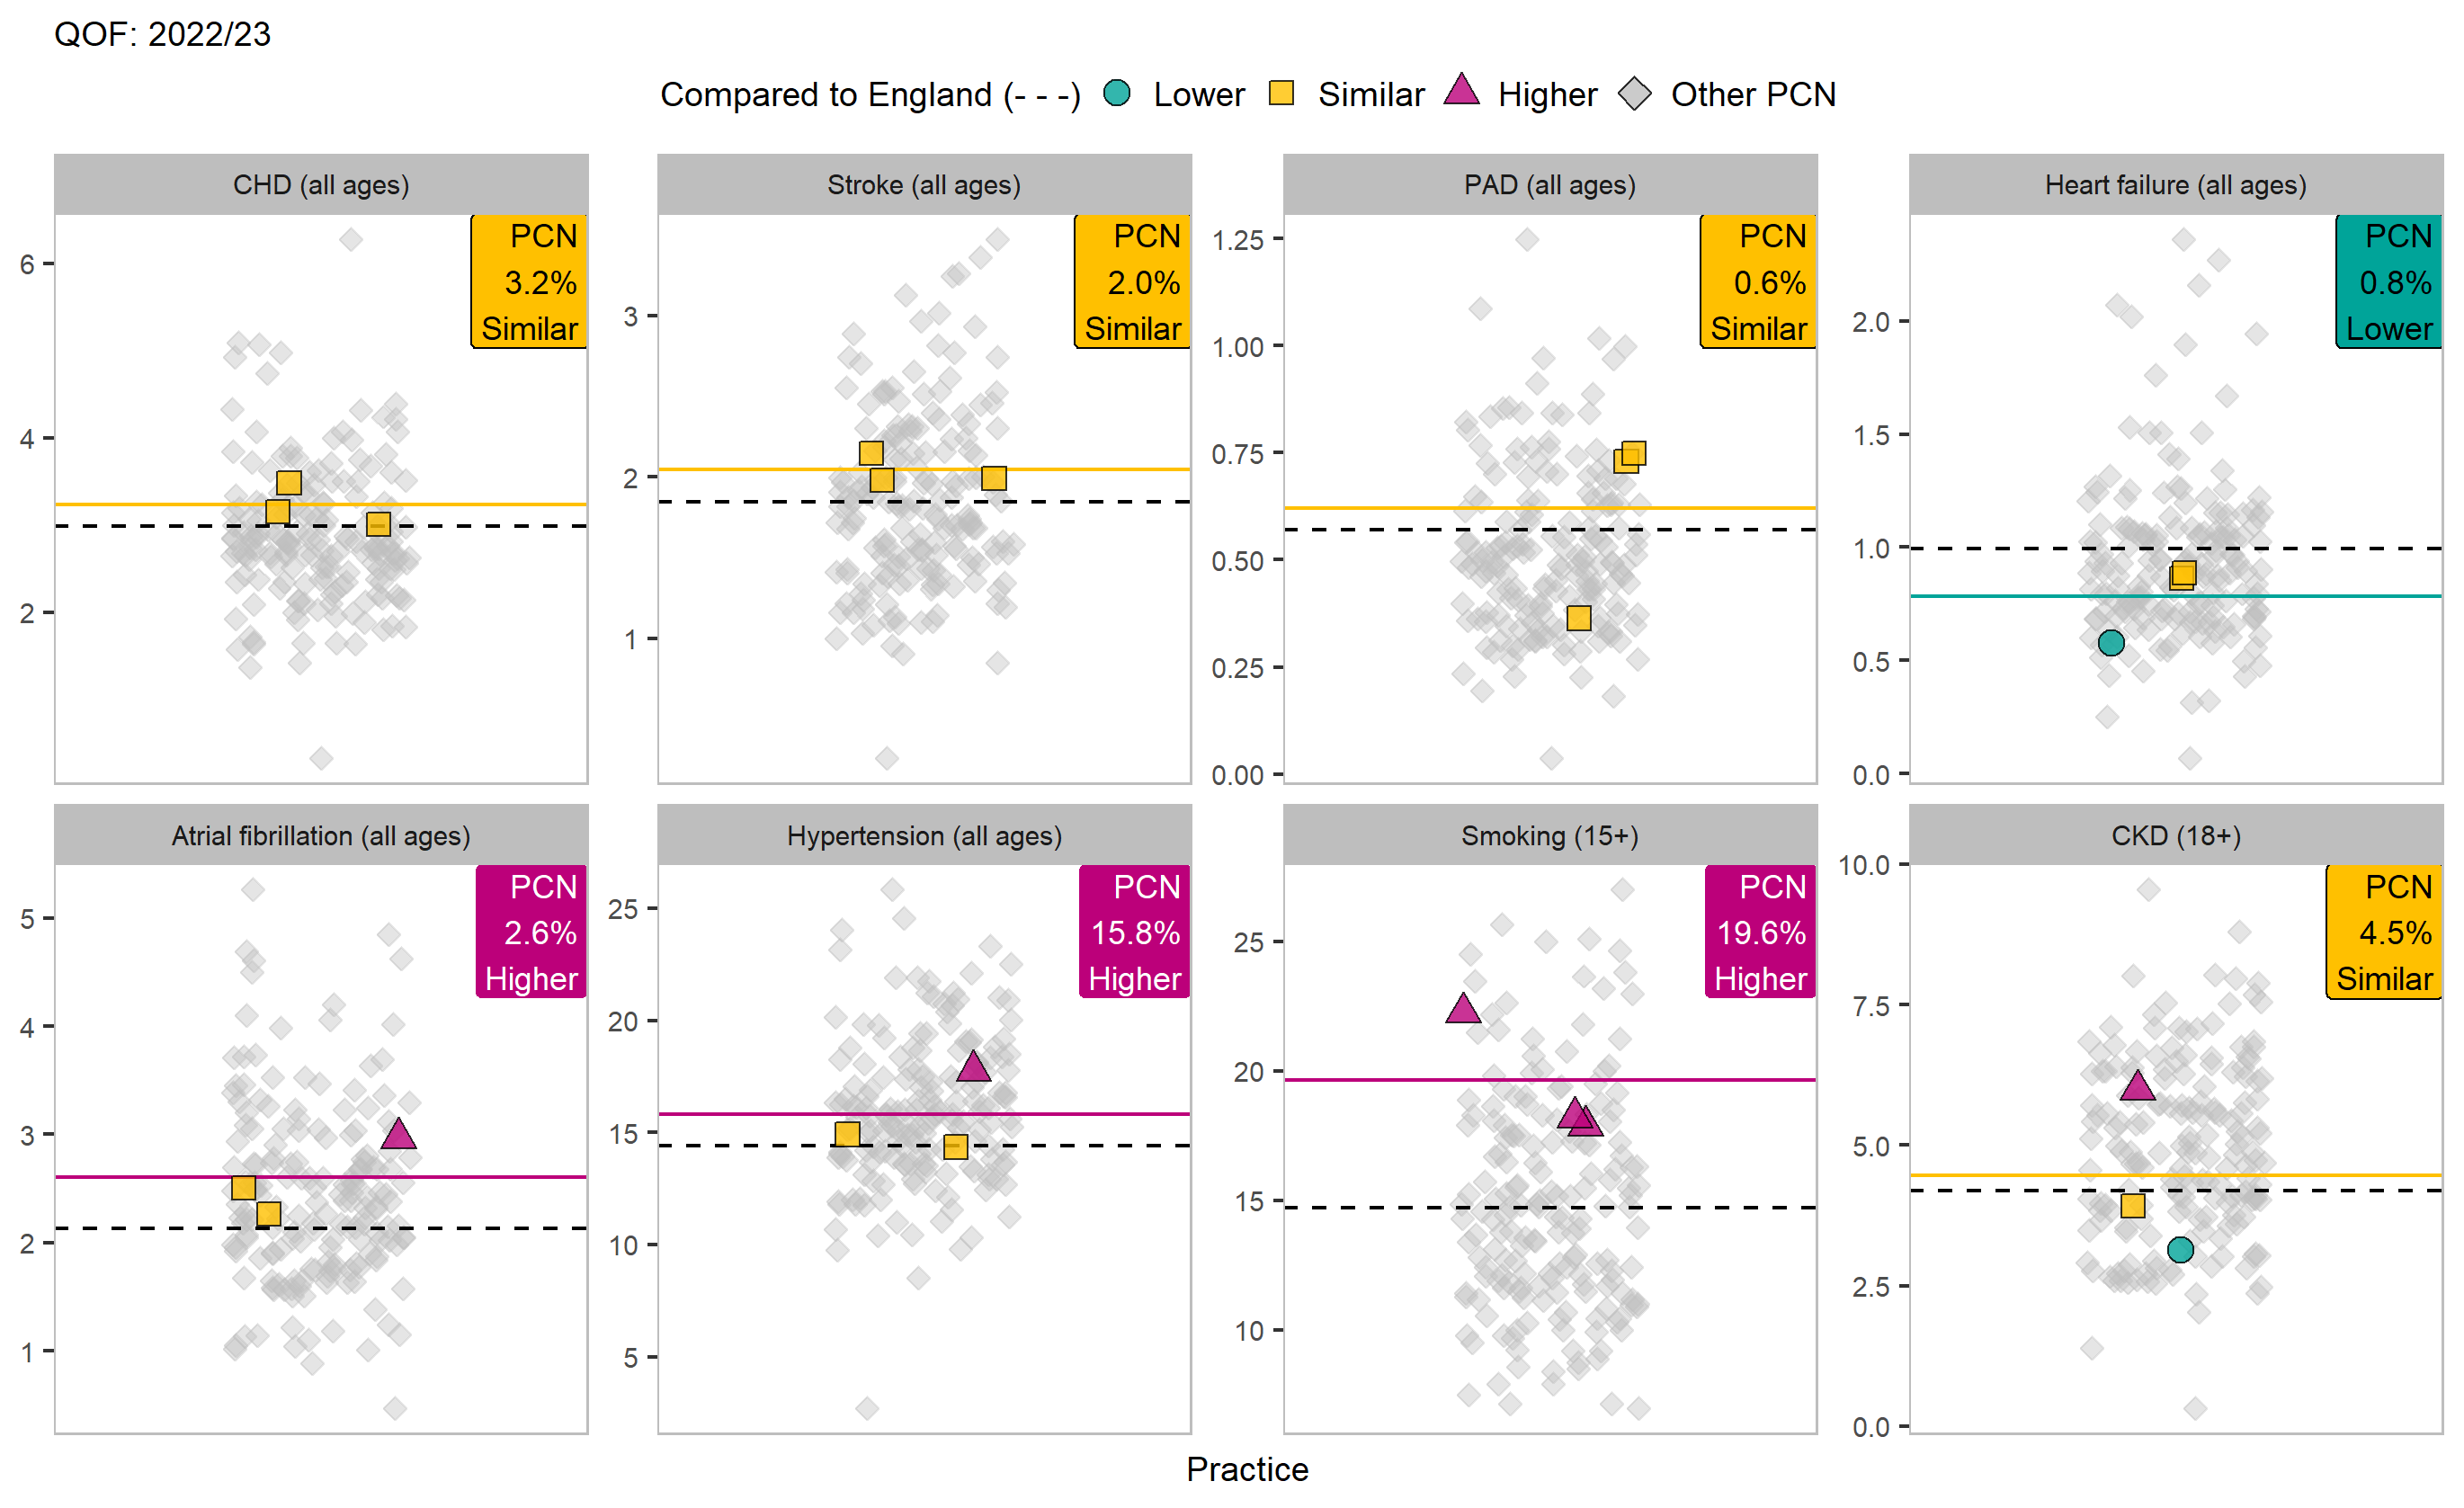 QOF: 2022/23
Compared to England (- - -) Lower Similar Higher Other PCN
CHD (all ages)
6
4
2
PCN
3.2%
Similar
Stroke (all ages)
3
2
1
PCN
2.0%
Similar
PAD (all ages)
1.25
1.00
0.75
0.50
0.25
0.00
PCN
0.6%
Similar
Heart failure (all ages)
2.0
1.5
1.0
0.5
0.0
PCN
0.8%
Lower
Atrial fibrillation (all ages)
5
4
3
2
1
PCN
2.6%
Higher
Hypertension (all ages)
25
20
15
10
5
PCN
15.8%
Higher
Smoking (15+)
25
20
15
10
PCN
19.6%
Higher
CKD (18+)
10.0
7.5
5.0
2.5
0.0
PCN
4.5%
Similar
Practice